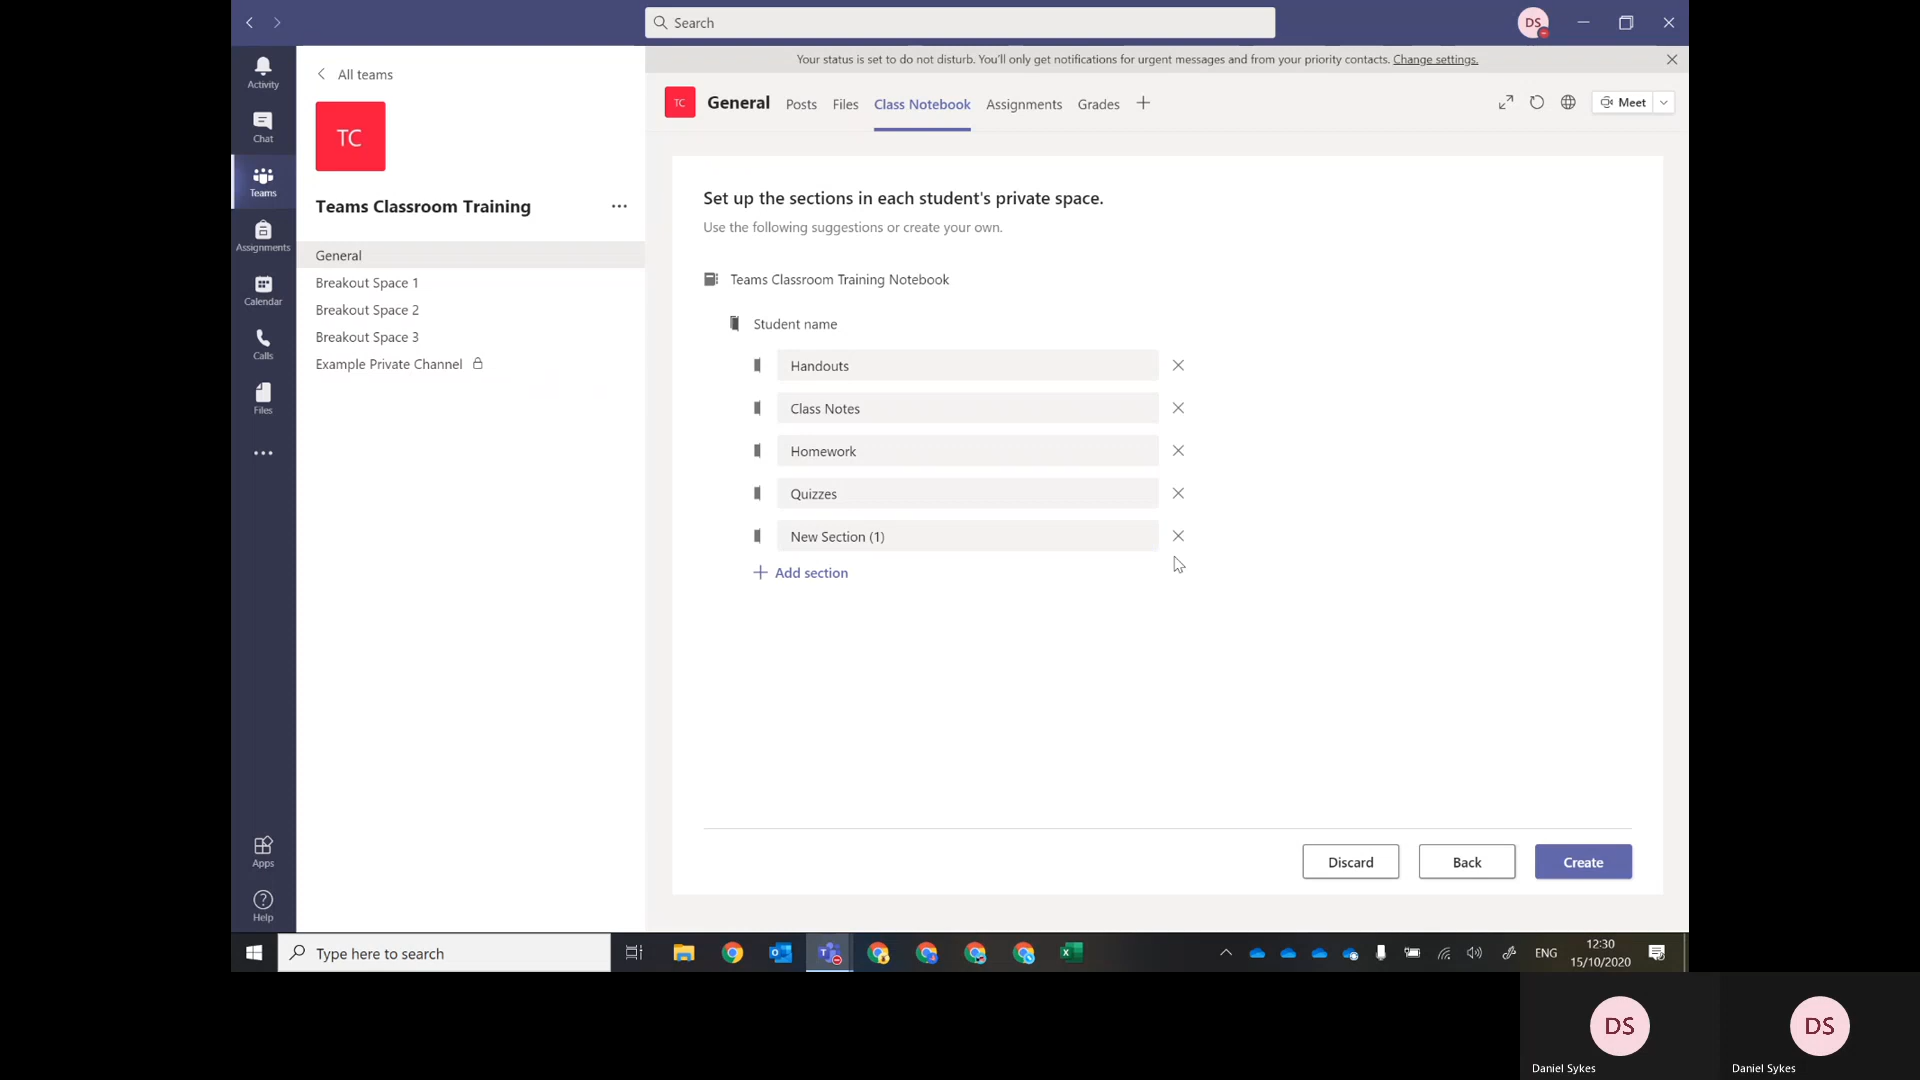 Search
DS
Your status is set to do not disturb. You'll only get notifications for urgent messages and from your priority contacts. Change settings.
Activity
Chat
Teams
Assignments
Calendar
Calls
Files
Apps
Help
All teams
TC
Teams Classroom Training
General
Breakout Space 1
Breakout Space 2
Breakout Space 3
Example Private Channel
TC
General Posts Files Class Notebook Assignments Grades
Meet
Set up the sections in each student's private space.
Use the following suggestions or create your own.
Teams Classroom Training Notebook
Student name
Handouts
Class Notes
Homework
Quizzes
New Section (1)
Add section
Discard Back Create
Type here to search
ENG
12:30
15/10/2020
DS DS
Daniel Sykes Daniel Sykes